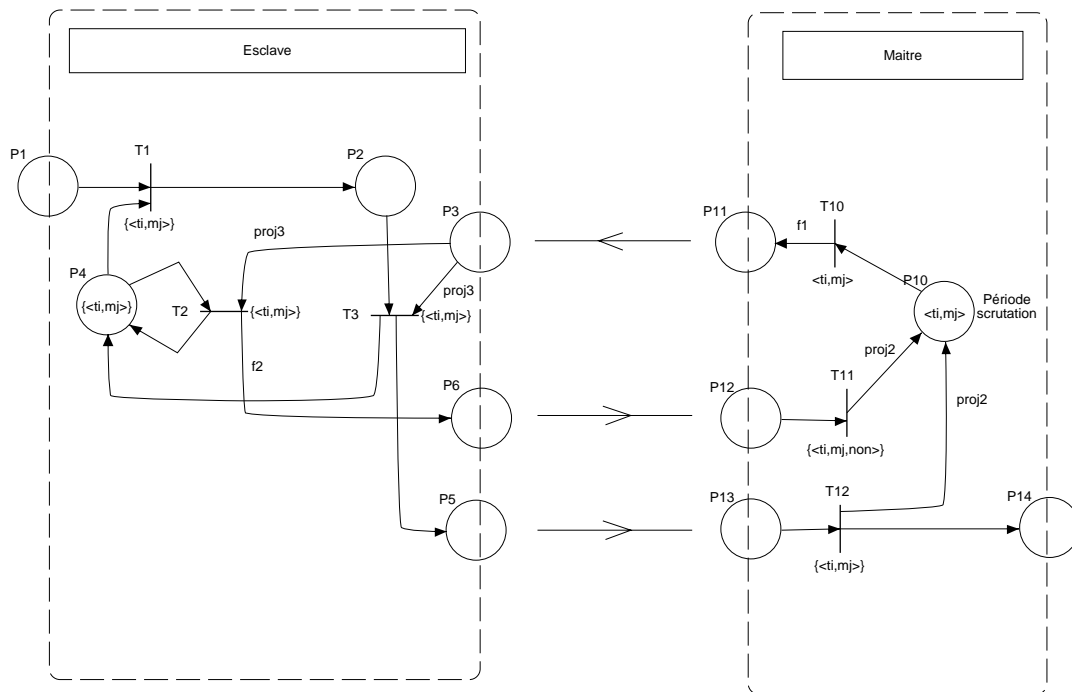 Esclave
Maitre
P1
T1
{<ti,mj>}
P2
P3
proj3
proj3
P4
{<ti,mj>}
T2
{<ti,mj>}
T3
{<ti,mj>}
f2
P6
P5
P11
f1
T10
<ti,mj>
P10
<ti,mj>
Période
scrutation
proj2
P12
T11
{<ti,mj,non>}
proj2
P13
T12
{<ti,mj>}
P14